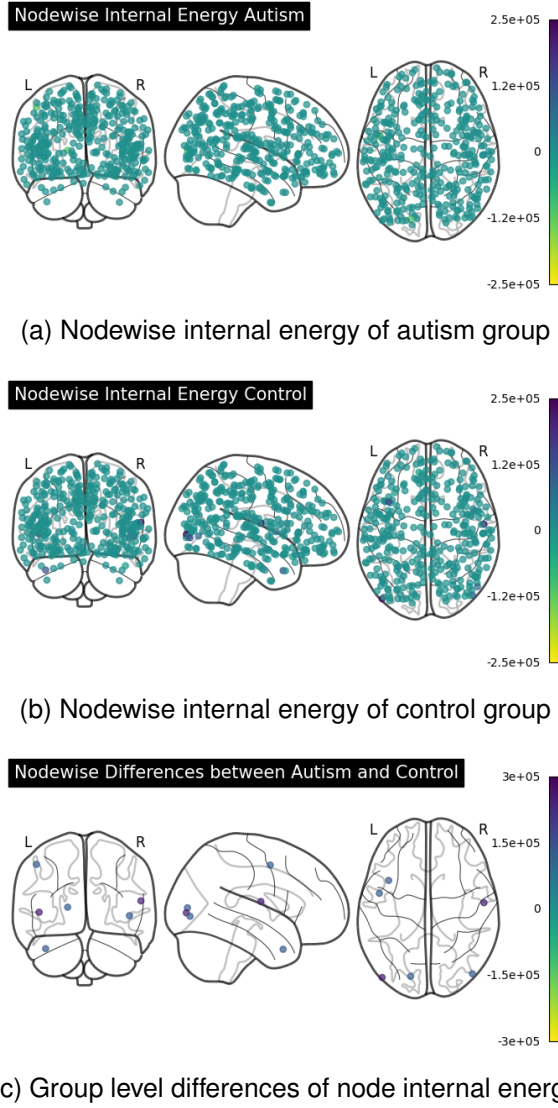 Nodewise Internal Energy Autism
L R L R
2.5e+05
1.2e+05
0
-1.2e+05
-2.5e+05
(a) Nodewise internal energy of autism group
Nodewise Internal Energy Control
L R L R
2.5e+05
1.2e+05
0
-1.2e+05
-2.5e+05
(b) Nodewise internal energy of control group
Nodewise Differences between Autism and Control
L R L R
3e+05
1.5e+05
0
-1.5e+05
-3e+05
c) Group level differences of node internal energ